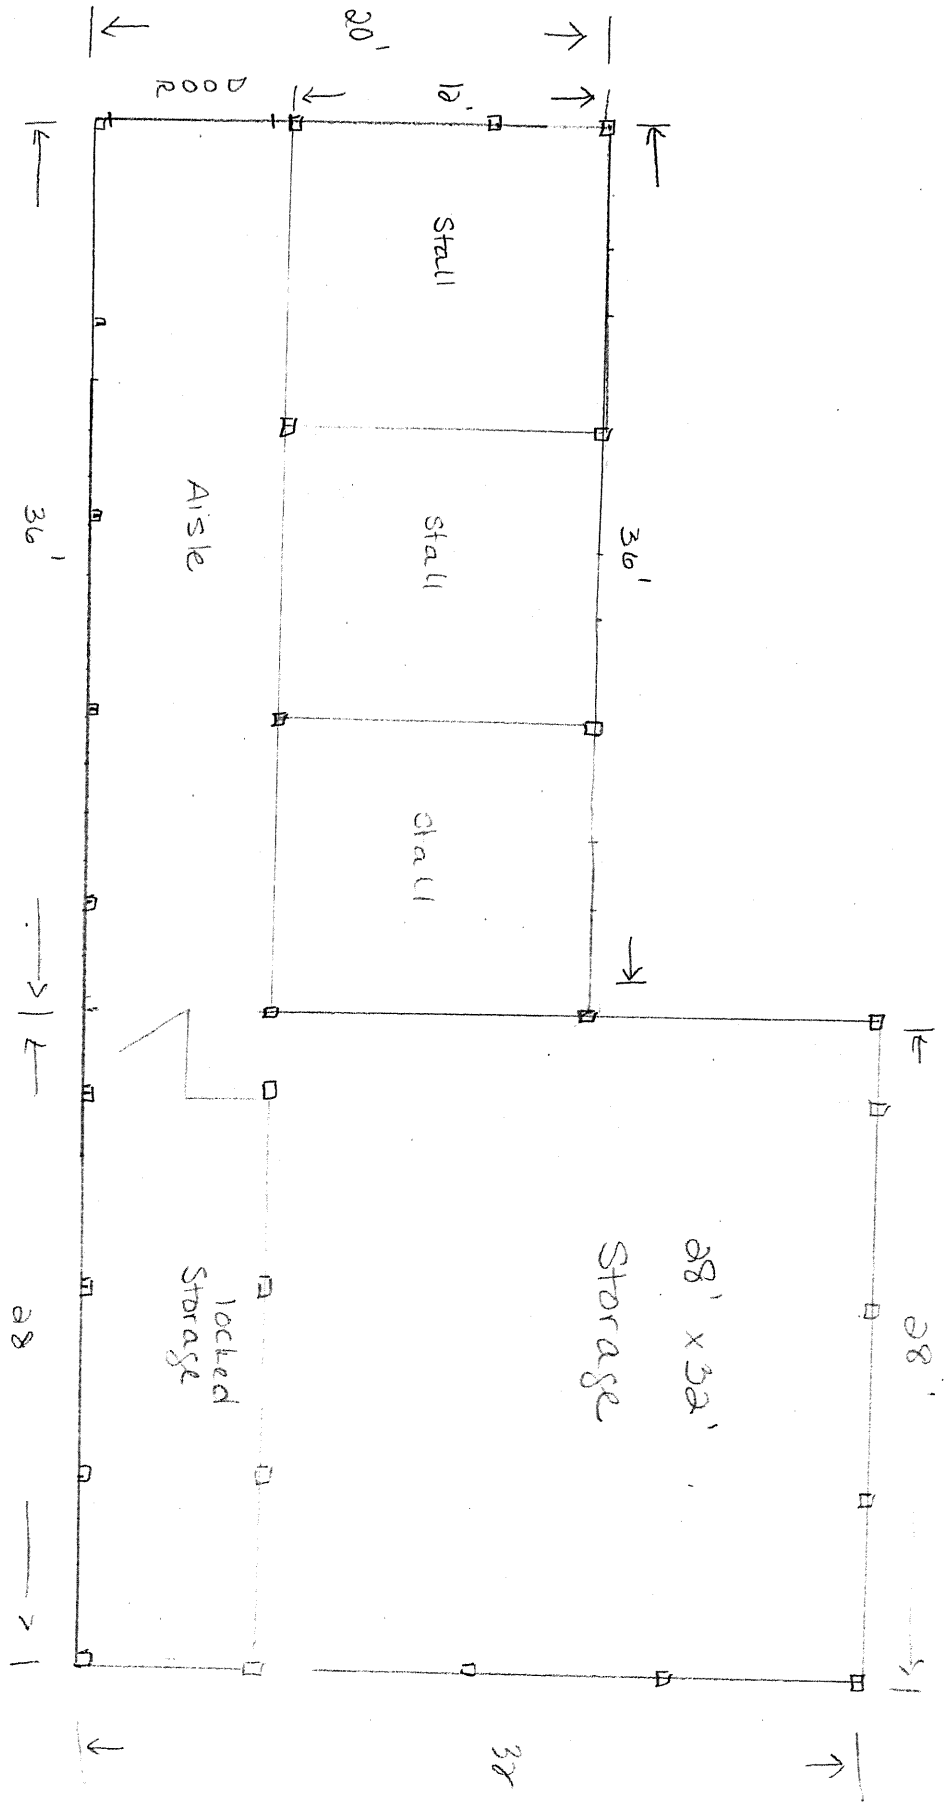 20'
12'
DOOR
Stall
36'
Stall
Stall
Aisle
36'
28'
28' x 32'
Storage
locked
Storage
28
32